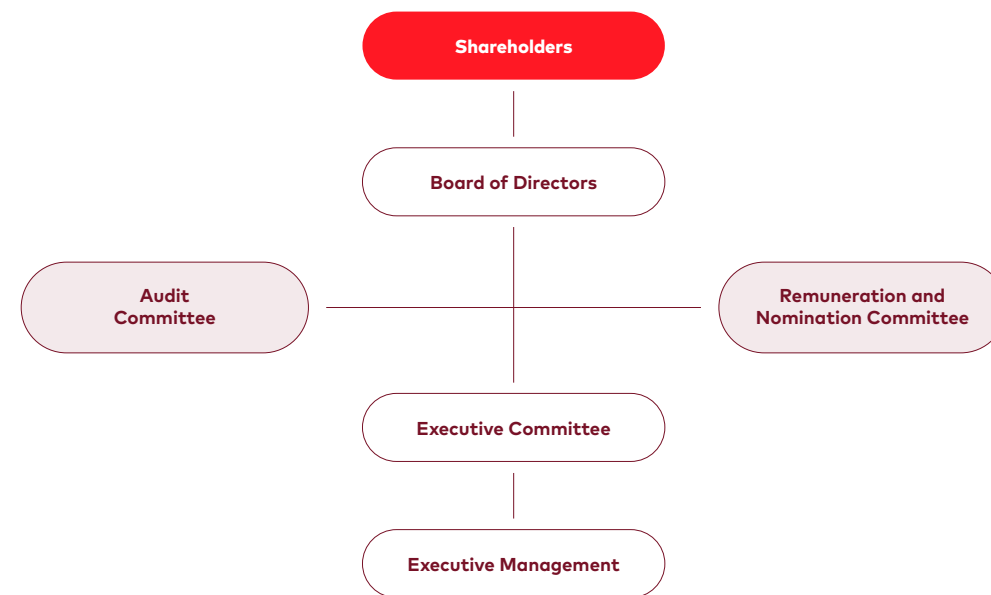 Shareholders
Board of Directors
Audit
Committee
Remuneration and
Nomination Committee
Executive Committee
Executive Management